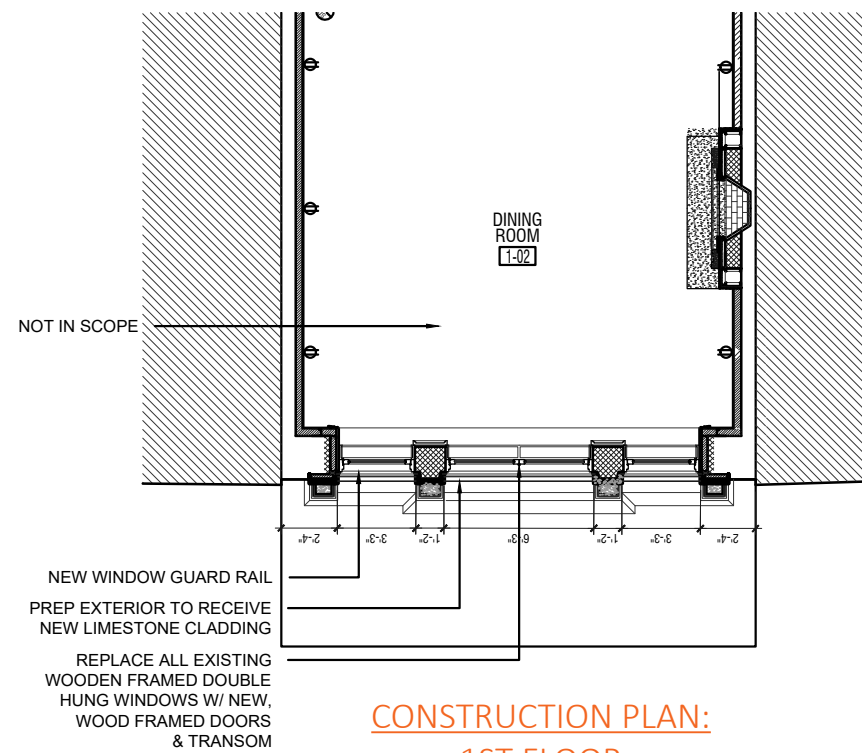 DINING
ROOM
1-02
NOT IN SCOPE
2'-4"
3'-3"
1'-2"
6'-3"
1'-2"
3'-3"
2'-4"
NEW WINDOW GUARD RAIL
PREP EXTERIOR TO RECEIVE
NEW LIMESTONE CLADDING
REPLACE ALL EXISTING
WOODEN FRAMED DOUBLE
HUNG WINDOWS W/ NEW,
WOOD FRAMED DOORS
& TRANSOM
CONSTRUCTION PLAN:
1ST FLOOR